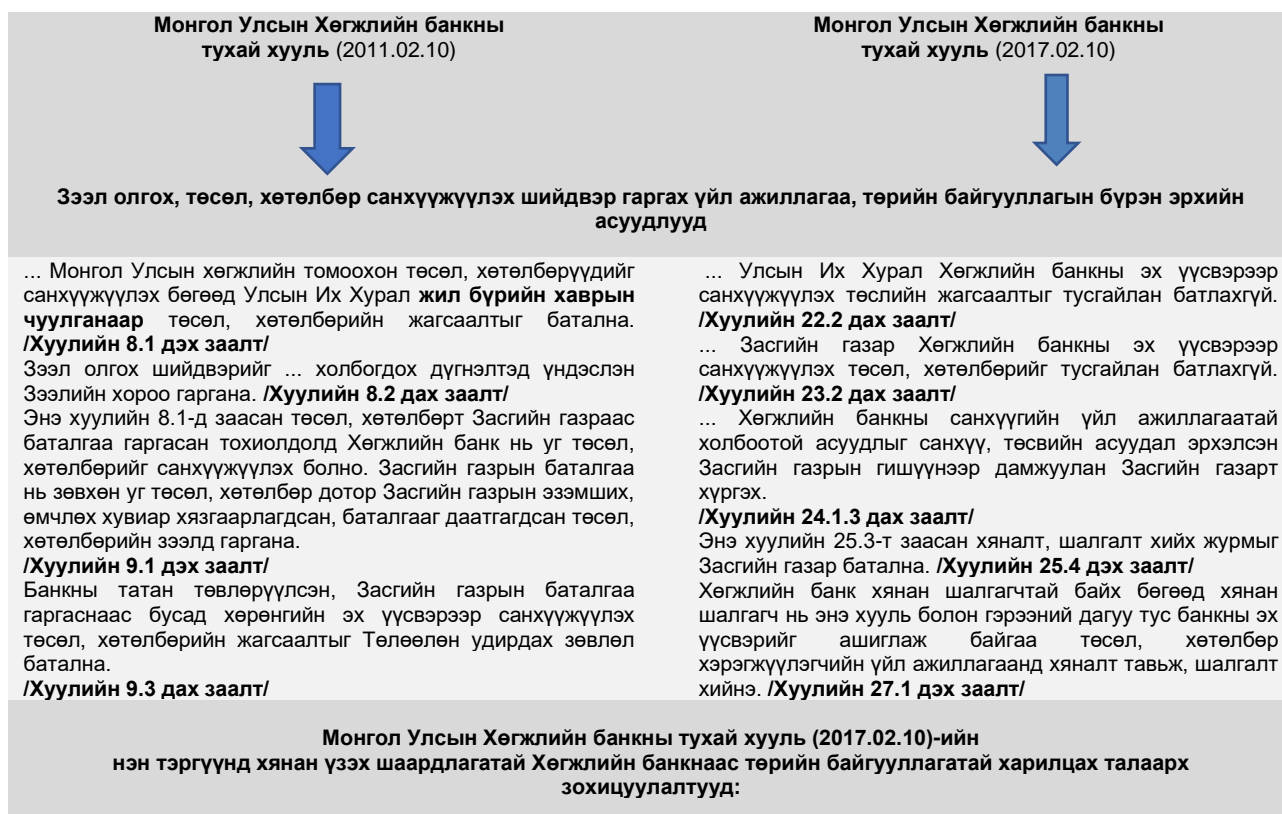 Монгол Улсын Хөгжлийн банкны
тухай хууль (2011.02.10)
Монгол Улсын Хөгжлийн банкны
тухай хууль (2017.02.10)
Зээл олгох, төсөл, хөтөлбөр санхүүжүүлэх шийдвэр гаргах үйл ажиллагаа, төрийн байгууллагын бүрэн эрхийн
асуудлууд
... Монгол Улсын хөгжлийн томоохон төсөл, хөтөлбөрүүдийг
санхүүжүүлэх бөгөөд Улсын Их Хурал жил бүрийн хаврын
чуулганаар төсөл, хөтөлбөрийн жагсаалтыг батална.
/Хуулийн 8.1 дэх заалт/
Зээл олгох шийдвэрийг ... холбогдох дүгнэлтэд үндэслэн
Зээлийн хороо гаргана. /Хуулийн 8.2 дах заалт/
Энэ хуулийн 8.1-д заасан төсөл, хөтөлбөрт Засгийн газраас
баталгаа гаргасан тохиолдолд Хөгжлийн банк нь уг төсөл,
хөтөлбөрийг санхүүжүүлэх болно. Засгийн газрын баталгаа
нь зөвхөн уг төсөл, хөтөлбөр дотор Засгийн газрын эзэмших,
өмчлөх хувиар хязгаарлагдсан, баталгааг даатгагдсан төсөл,
хөтөлбөрийн зээлд гаргана.
/Хуулийн 9.1 дэх заалт/
Банкны татан төвлөрүүлсэн, Засгийн газрын баталгаа
гаргаснаас бусад хөрөнгийн эх үүсвэрээр санхүүжүүлэх
төсөл, хөтөлбөрийн жагсаалтыг Төлөөлөн удирдах зөвлөл
батална.
/Хуулийн 9.3 дах заалт/
... Улсын Их Хурал Хөгжлийн банкны эх үүсвэрээр
санхүүжүүлэх төслийн жагсаалтыг тусгайлан батлахгүй.
/Хуулийн 22.2 дах заалт/
... Засгийн газар Хөгжлийн банкны эх үүсвэрээр
санхүүжүүлэх төсөл, хөтөлбөрийг тусгайлан батлахгүй.
/Хуулийн 23.2 дах заалт/
... Хөгжлийн банкны санхүүгийн үйл ажиллагаатай
холбоотой асуудлыг санхүү, төсвийн асуудал эрхэлсэн
Засгийн газрын гишүүнээр дамжуулан Засгийн газарт
хүргэх.
/Хуулийн 24.1.3 дах заалт/
Энэ хуулийн 25.3-т заасан хяналт, шалгалт хийх журмыг
Засгийн газар батална. /Хуулийн 25.4 дэх заалт/
Хөгжлийн банк хянан шалгагчтай байх бөгөөд хянан
шалгагч нь энэ хууль болон гэрээний дагуу тус банкны эх
үүсвэрийг ашиглаж байгаа төсөл, хөтөлбөр
хэрэгжүүлэгчийн үйл ажиллагаанд хяналт тавьж, шалгалт
хийнэ. /Хуулийн 27.1 дэх заалт/
Монгол Улсын Хөгжлийн банкны тухай хууль (2017.02.10)-ийн
нэн тэргүүнд хянан үзэх шаардлагатай Хөгжлийн банкнаас төрийн байгууллагатай харилцах талаарх
зохицуулалтууд: